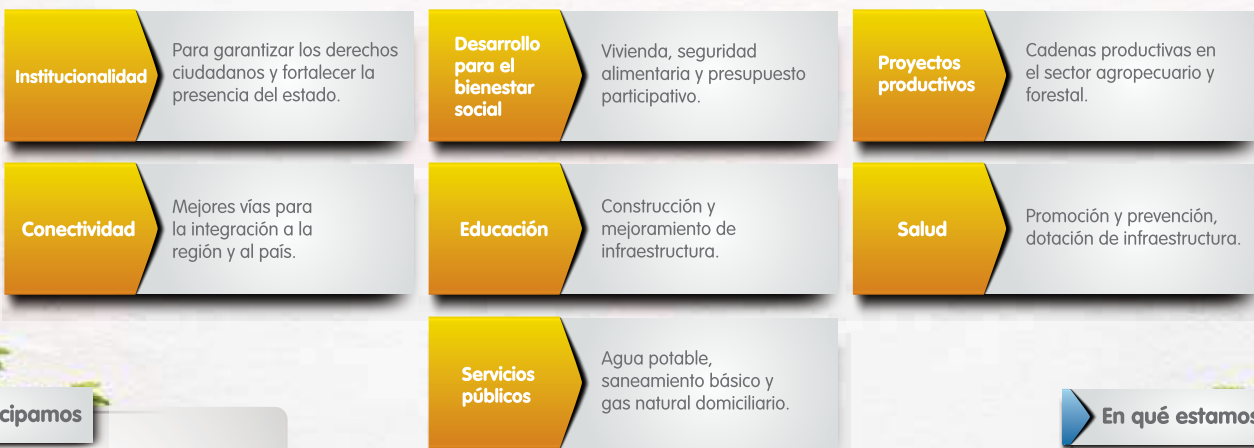 Institucionalidad
Para garantizar los derechos
ciudadanos y fortalecer la
presencia del estado.
Desarrollo
para el
bienestar
social
Vivienda, seguridad
alimentaria y presupuesto
participativo.
Proyectos
productivos
Cadenas productivas en
el sector agropecuario y
forestal.
Conectividad
Mejores vías para
la integración a la
región y al país.
Educación
Construcción y
mejoramiento de
infraestructura.
Salud
Promoción y prevención,
dotación de infraestructura.
Servicios
públicos
Agua potable,
saneamiento básico y
gas natural domiciliario.
cipamos
En qué estamos